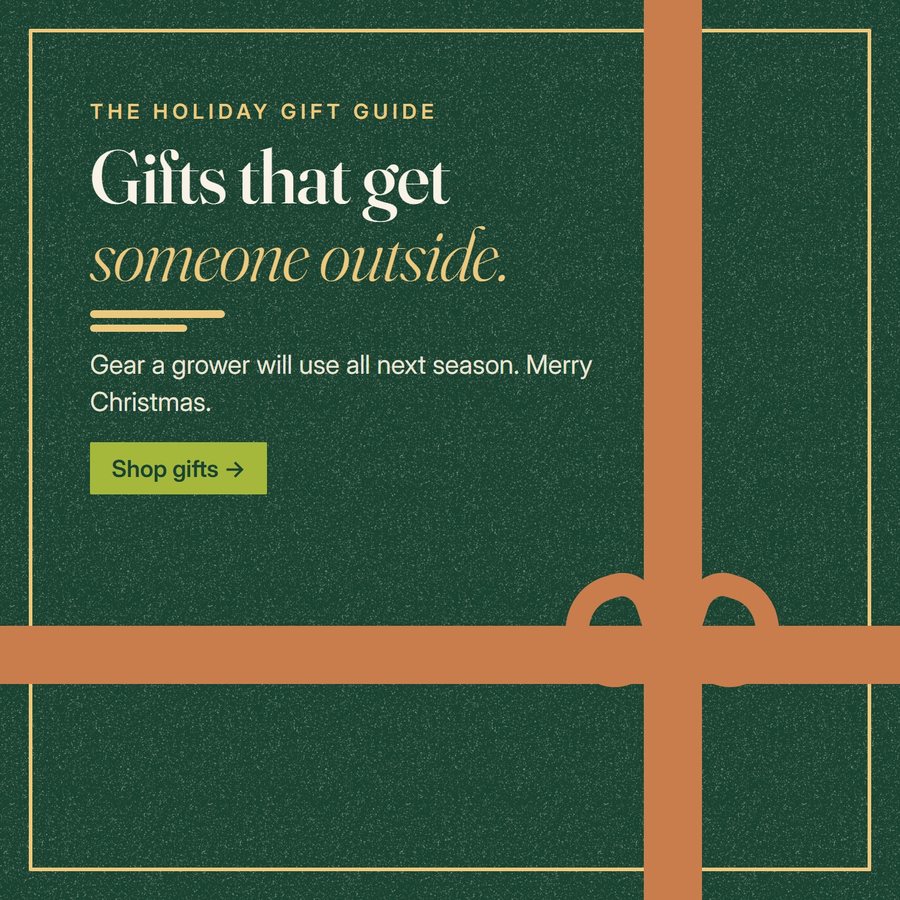 THE HOLIDAY GIFT GUIDE
Gifts that get
someone outside.
Gear a grower will use all next season. Merry
Christmas.
Shop gifts →